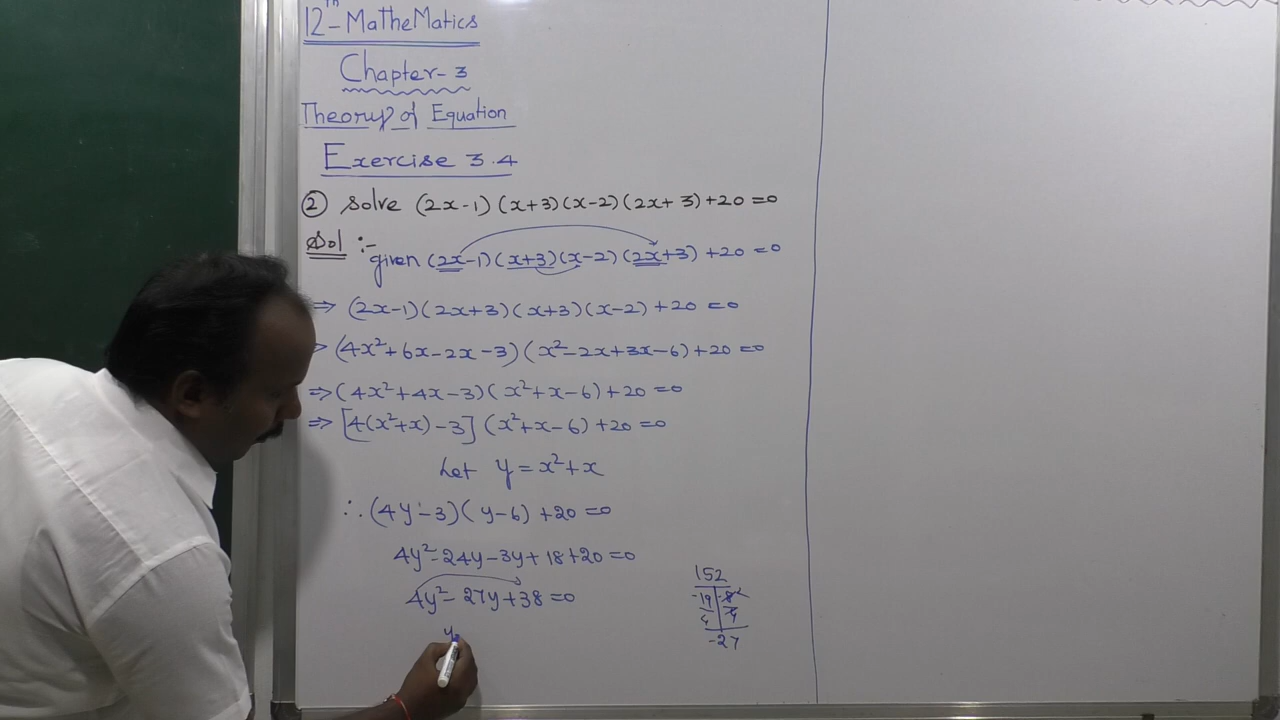 12th MatheMatics
Chapter-3
Theory of Equation
Exercise 3.4
② Solve (2x-1)(x+3)(x-2)(2x+3)+20=0
Sol :-
given (2x-1)(x+3)(x-2)(2x+3)+20=0
⇒ (2x-1)(2x+3)(x+3)(x-2)+20=0
⇒ (4x²+6x-2x-3)(x²-2x+3x-6)+20=0
⇒ (4x²+4x-3)(x²+x-6)+20=0
⇒ [4(x²+x)-3](x²+x-6)+20=0
Let y=x²+x
∴ (4y-3)(y-6)+20=0
4y²-24y-3y+18+20=0
4y²-27y+38=0
y
152
-19 -8 2
4 4
-27